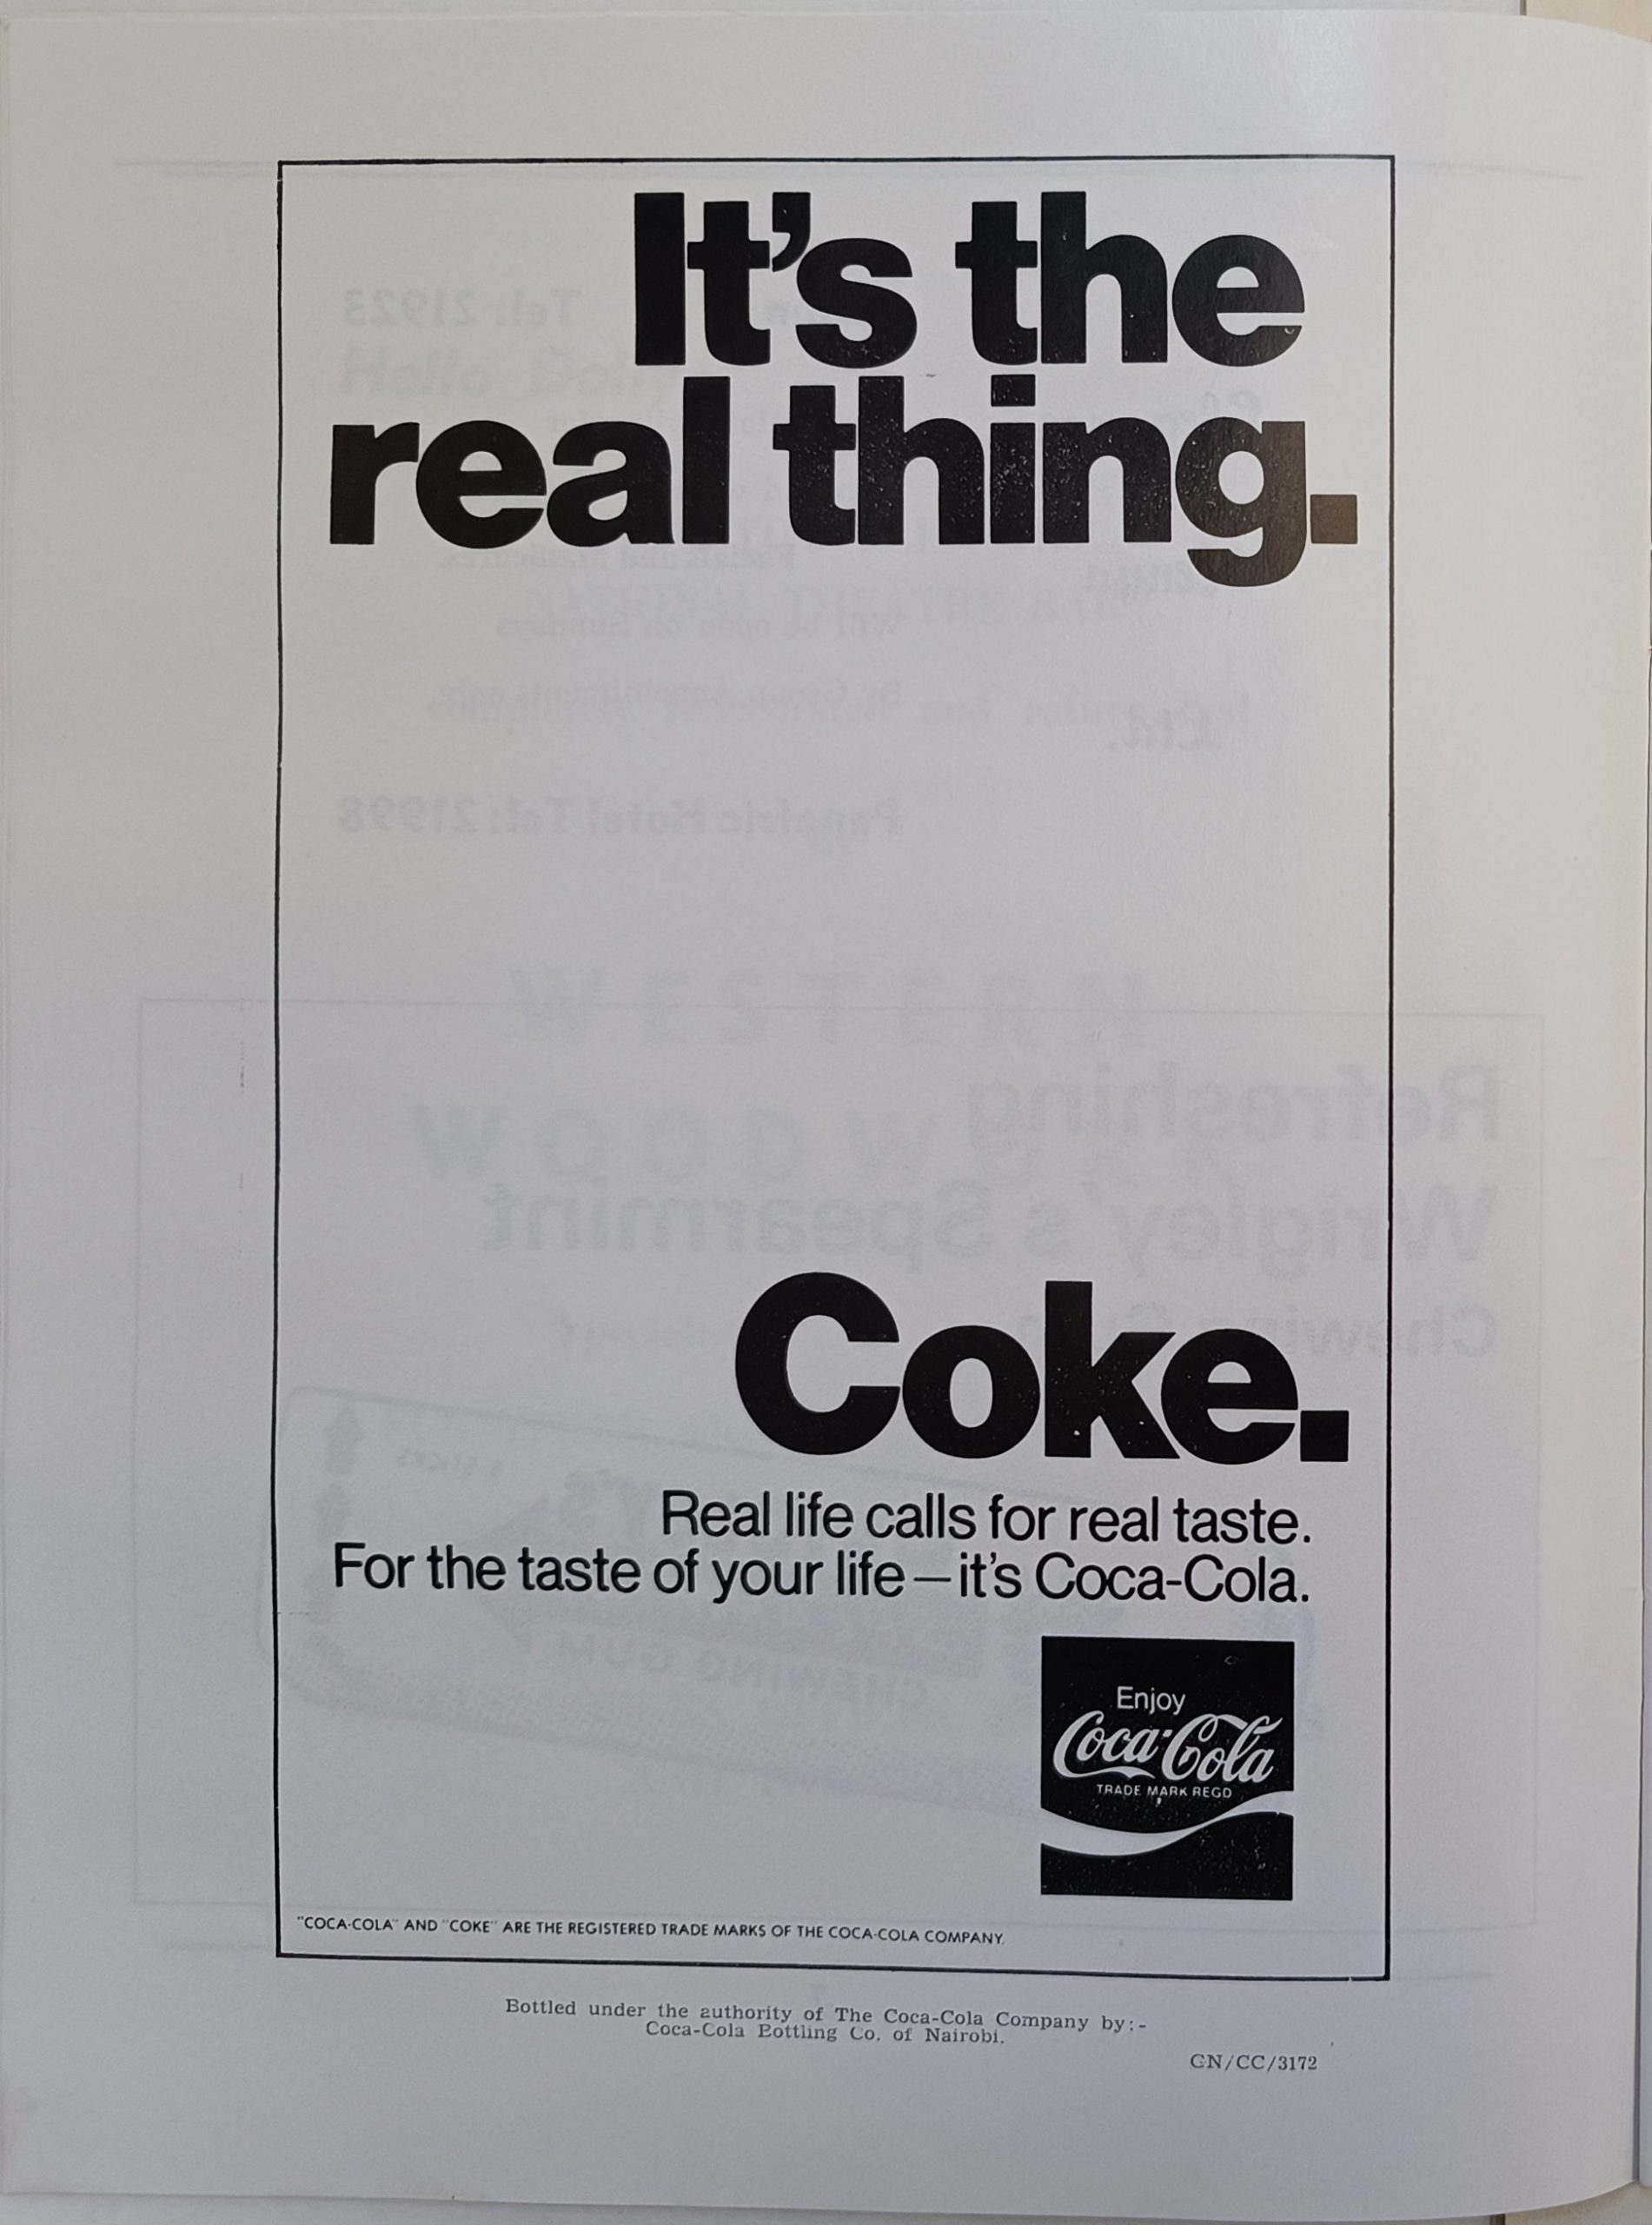 It's the
real thing.
Coke.
Real life calls for real taste.
For the taste of your life—it's Coca-Cola.
Enjoy
Coca-Cola
TRADE MARK REGD
"COCA-COLA" AND "COKE" ARE THE REGISTERED TRADE MARKS OF THE COCA-COLA COMPANY.
Bottled under the authority of The Coca-Cola Company by:-
Coca-Cola Bottling Co. of Nairobi.
GN/CC/3172